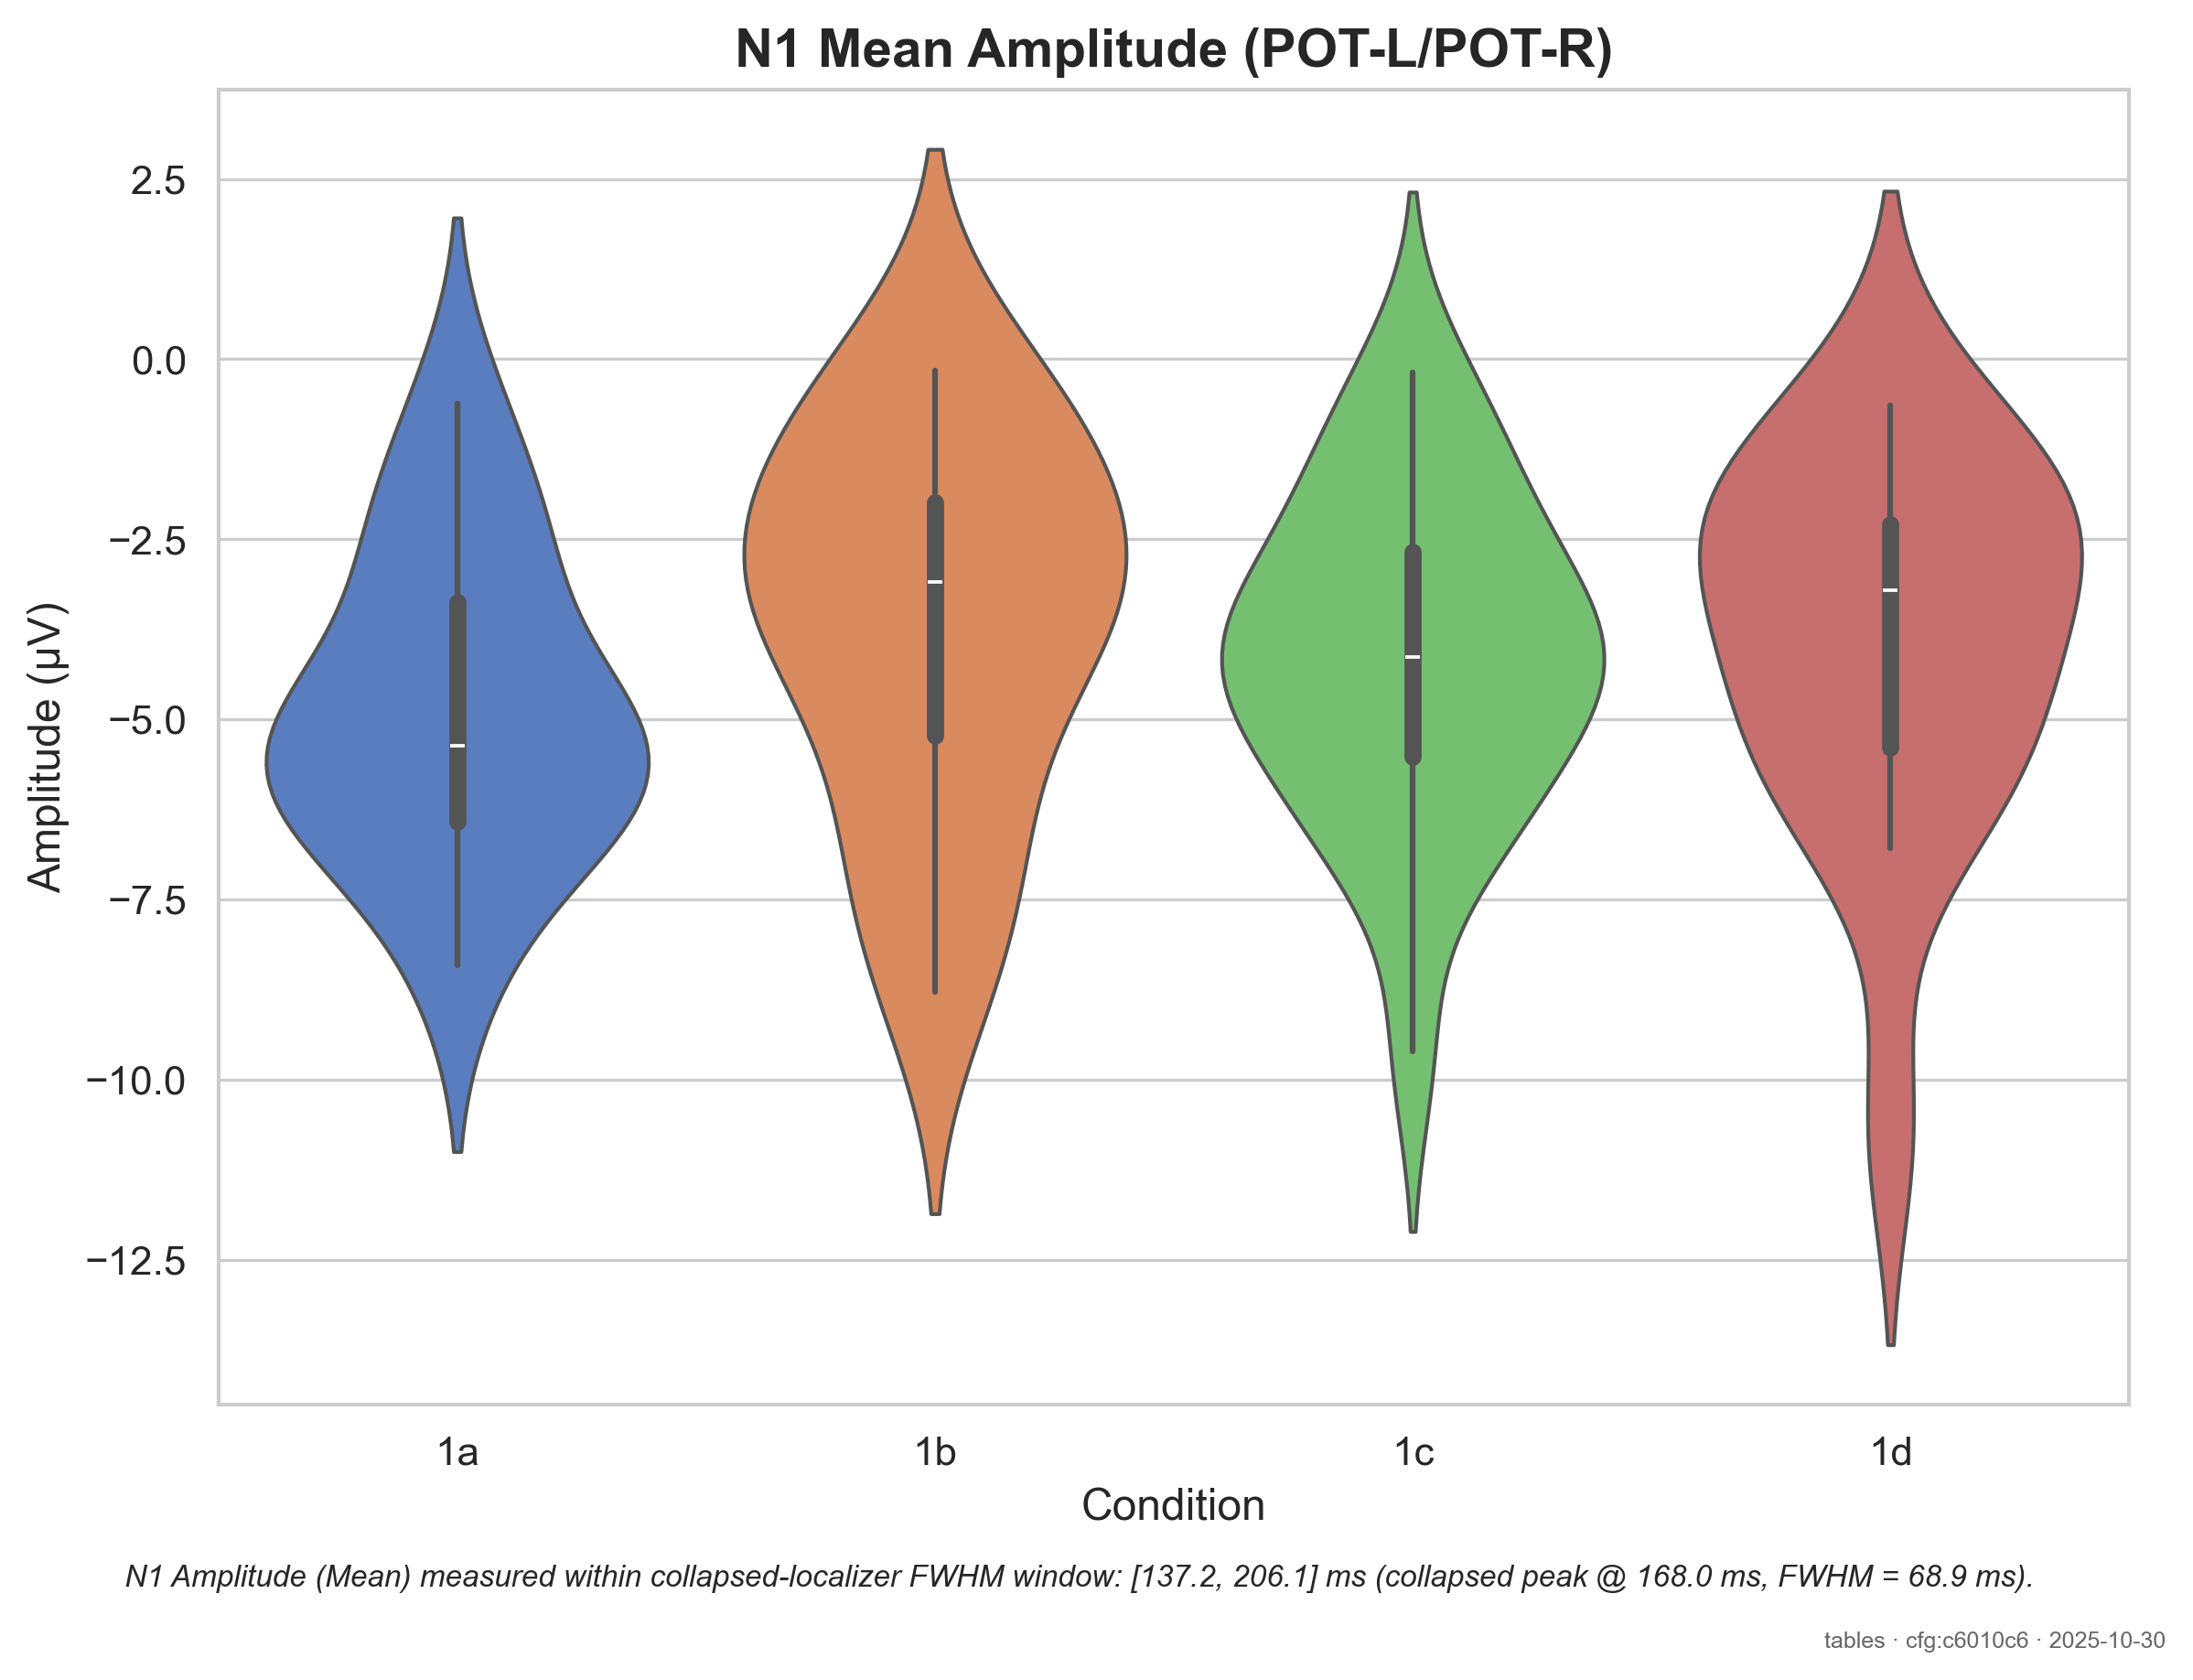 N1 Mean Amplitude (POT-L/POT-R)
Amplitude (µV)
2.5
0.0
−2.5
−5.0
−7.5
−10.0
−12.5
1a 1b 1c 1d
Condition
N1 Amplitude (Mean) measured within collapsed-localizer FWHM window: [137.2, 206.1] ms (collapsed peak @ 168.0 ms, FWHM = 68.9 ms).
tables · cfg:c6010c6 · 2025-10-30